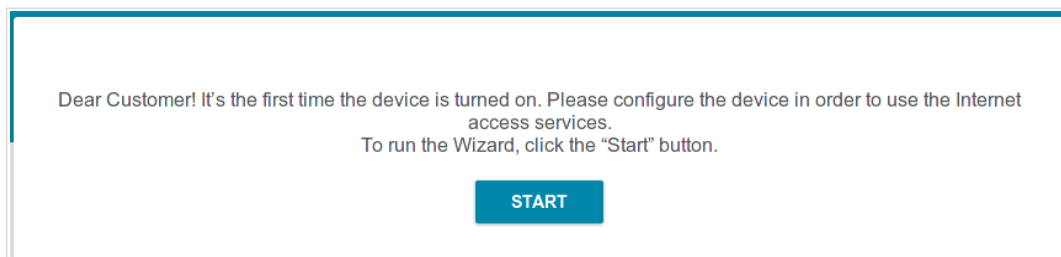 Dear Customer! It's the first time the device is turned on. Please configure the device in order to use the Internet
access services.
To run the Wizard, click the “Start” button.
START